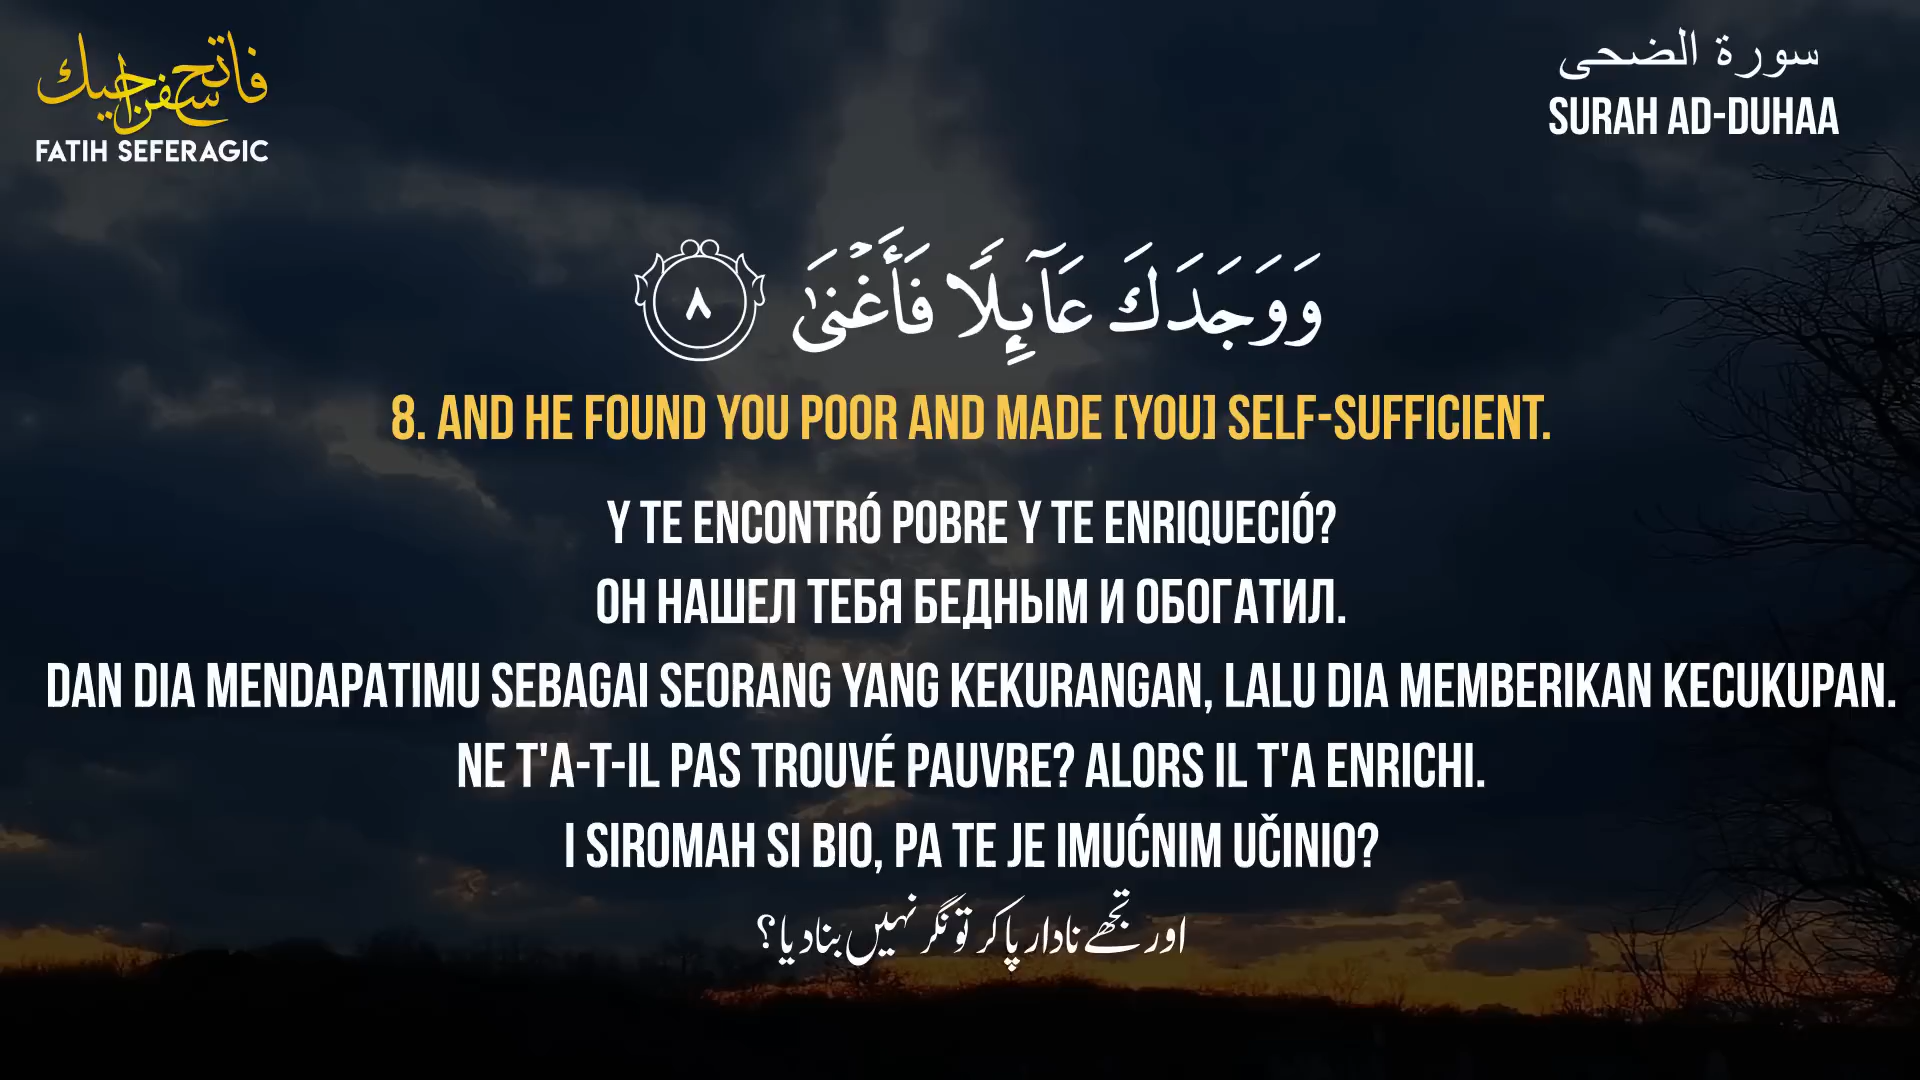 فاتح سفراجيك
FATIH SEFERAGIC
سورة الضحى
SURAH AD-DUHAA
وَوَجَدَكَ عَآئِلًا فَأَغۡنَىٰ ٨
8. AND HE FOUND YOU POOR AND MADE [YOU] SELF-SUFFICIENT.
Y TE ENCONTRÓ POBRE Y TE ENRIQUECIÓ?
ОН НАШЕЛ ТЕБЯ БЕДНЫМ И ОБОГАТИЛ.
DAN DIA MENDAPATIMU SEBAGAI SEORANG YANG KEKURANGAN, LALU DIA MEMBERIKAN KECUKUPAN.
NE T'A-T-IL PAS TROUVÉ PAUVRE? ALORS IL T'A ENRICHI.
I SIROMAH SI BIO, PA TE JE IMUĆNIM UČINIO?
اور تجھے نادار پا کر تونگر نہیں بنا دیا؟